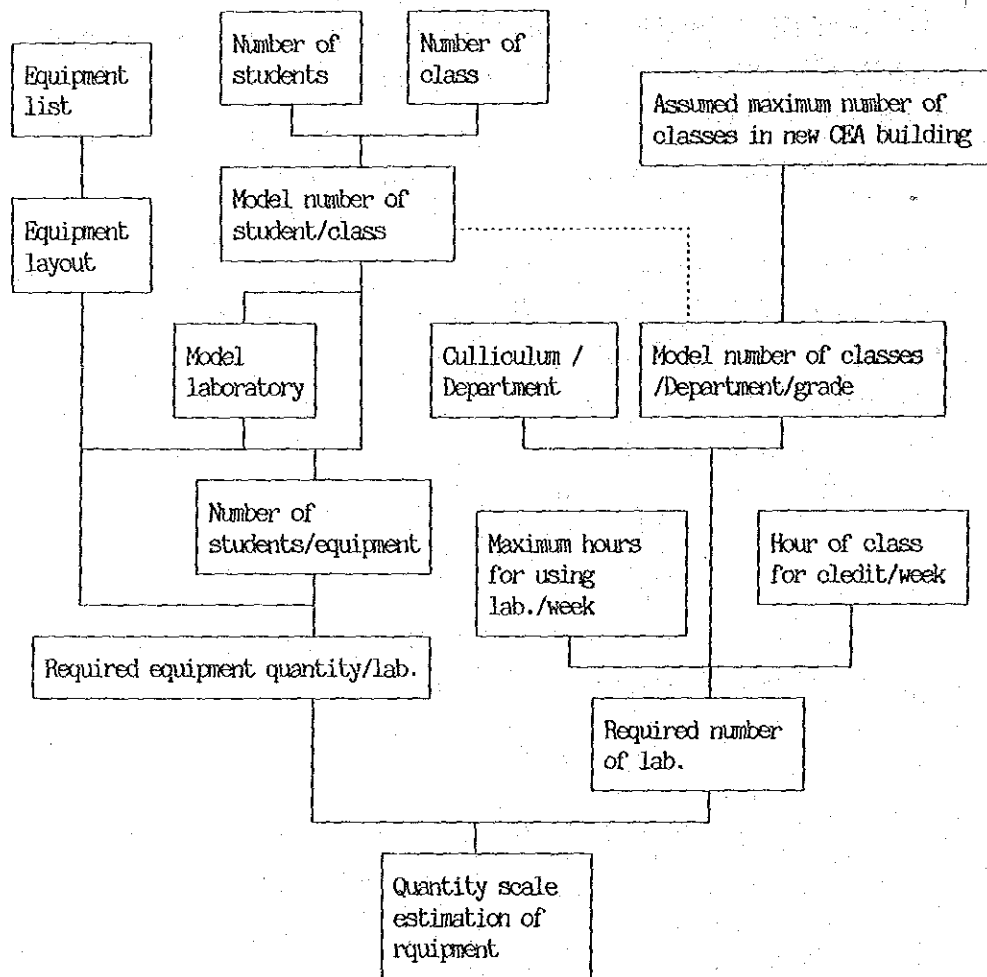 Number of
students
Number of
class
Equipment
list
Assumed maximum number of
classes in new CEA building
Model number of
student/class
Equipment
layout
Model
laboratory
Culliculum /
Department
Model number of classes
/Department/grade
Number of
students/equipment
Maximum hours
for using
lab./week
Hour of class
for cledit/week
Required equipment quantity/lab.
Required number
of lab.
Quantity scale
estimation of
rquipment